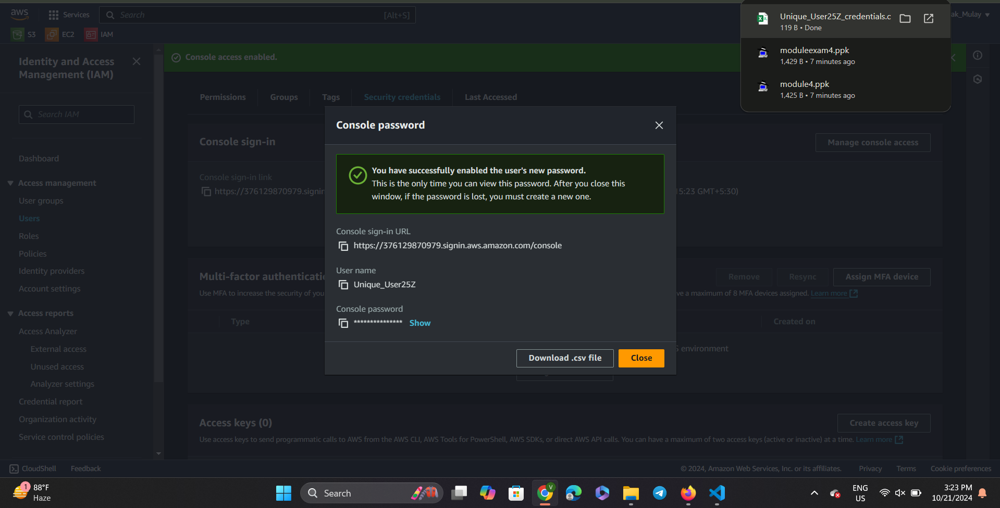 aws
Services
Search
[Alt+S]
ak_Mulay
S3
EC2
IAM
Unique_User25Z_credentials.c
119 B • Done
moduleexam4.ppk
1,429 B • 7 minutes ago
module4.ppk
1,425 B • 7 minutes ago
Identity and Access
Management (IAM)
Search IAM
Dashboard
Access management
User groups
Users
Roles
Policies
Identity providers
Account settings
Access reports
Access Analyzer
External access
Unused access
Analyzer settings
Credential report
Organization activity
Service control policies
Console access enabled.
Permissions
Groups
Tags
Security credentials
Last Accessed
Console sign-in
Manage console access
Console sign-in link
https://376129870979.signin
15:23 GMT+5:30)
Console password
You have successfully enabled the user's new password.
This is the only time you can view this password. After you close this
window, if the password is lost, you must create a new one.
Console sign-in URL
https://376129870979.signin.aws.amazon.com/console
User name
Unique_User25Z
Console password
*************** Show
Download .csv file
Close
Multi-factor authenticatio
Remove
Resync
Assign MFA device
Use MFA to increase the security of you
ve a maximum of 8 MFA devices assigned. Learn more
Type
Created on
environment
Access keys (0)
Create access key
Use access keys to send programmatic calls to AWS from the AWS CLI, AWS Tools for PowerShell, AWS SDKs, or direct AWS API calls. You can have a maximum of two access keys (active or inactive) at a time. Learn more
CloudShell
Feedback
© 2024, Amazon Web Services, Inc. or its affiliates.
Privacy
Terms
Cookie preferences
1
88°F
Haze
Search
V
ENG
US
3:23 PM
10/21/2024